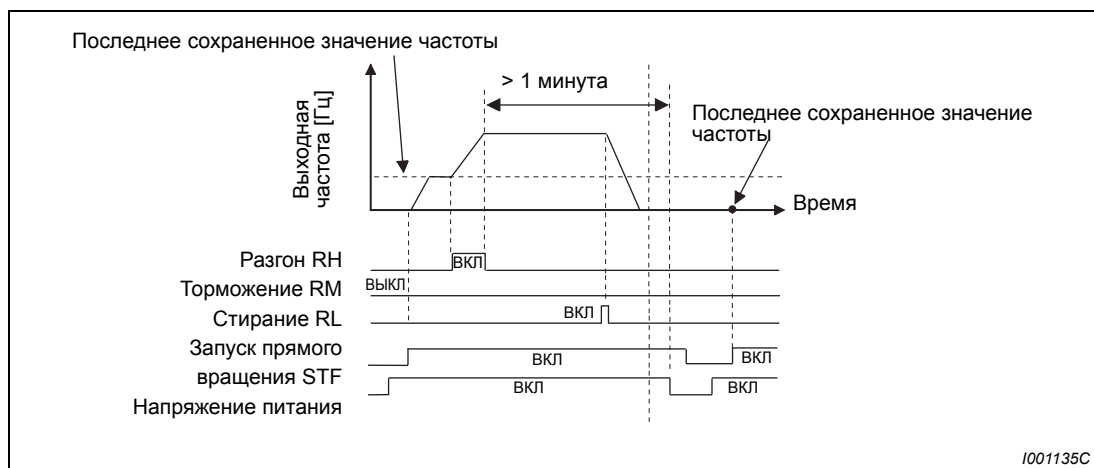 Последнее сохраненное значение частоты
> 1 минута
Последнее сохраненное значение
частоты
Выходная
частота [Гц]
Время
Разгон RH
ВКЛ
Торможение RM
ВЫКЛ
Стирание RL
ВКЛ
Запуск прямого
ВКЛ
ВКЛ
вращения STF
ВКЛ
ВКЛ
Напряжение питания
I001135C